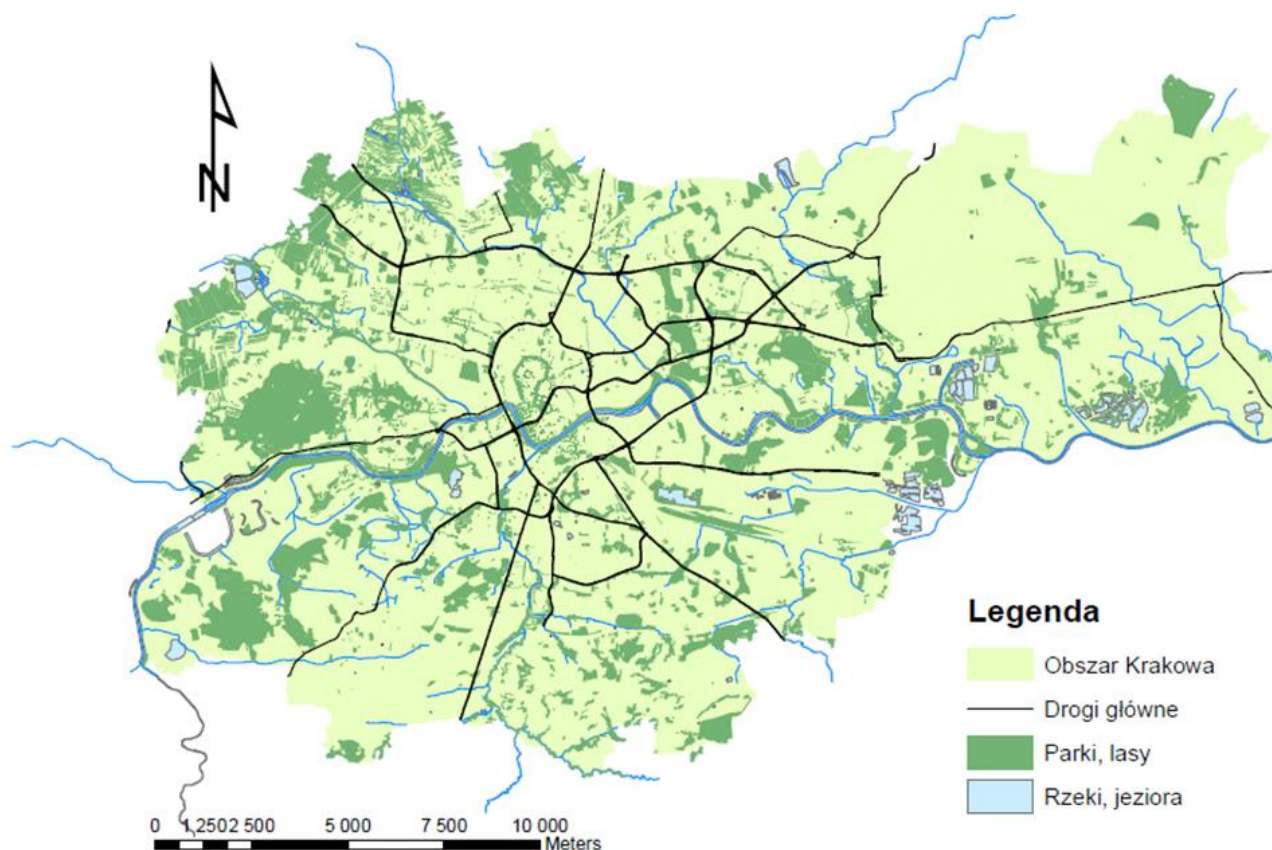 N
Legenda
Obszar Krakowa
Drogi główne
Parki, lasy
Rzeki, jeziora
0 1 250 2 500 5 000 7 500 10 000
Meters